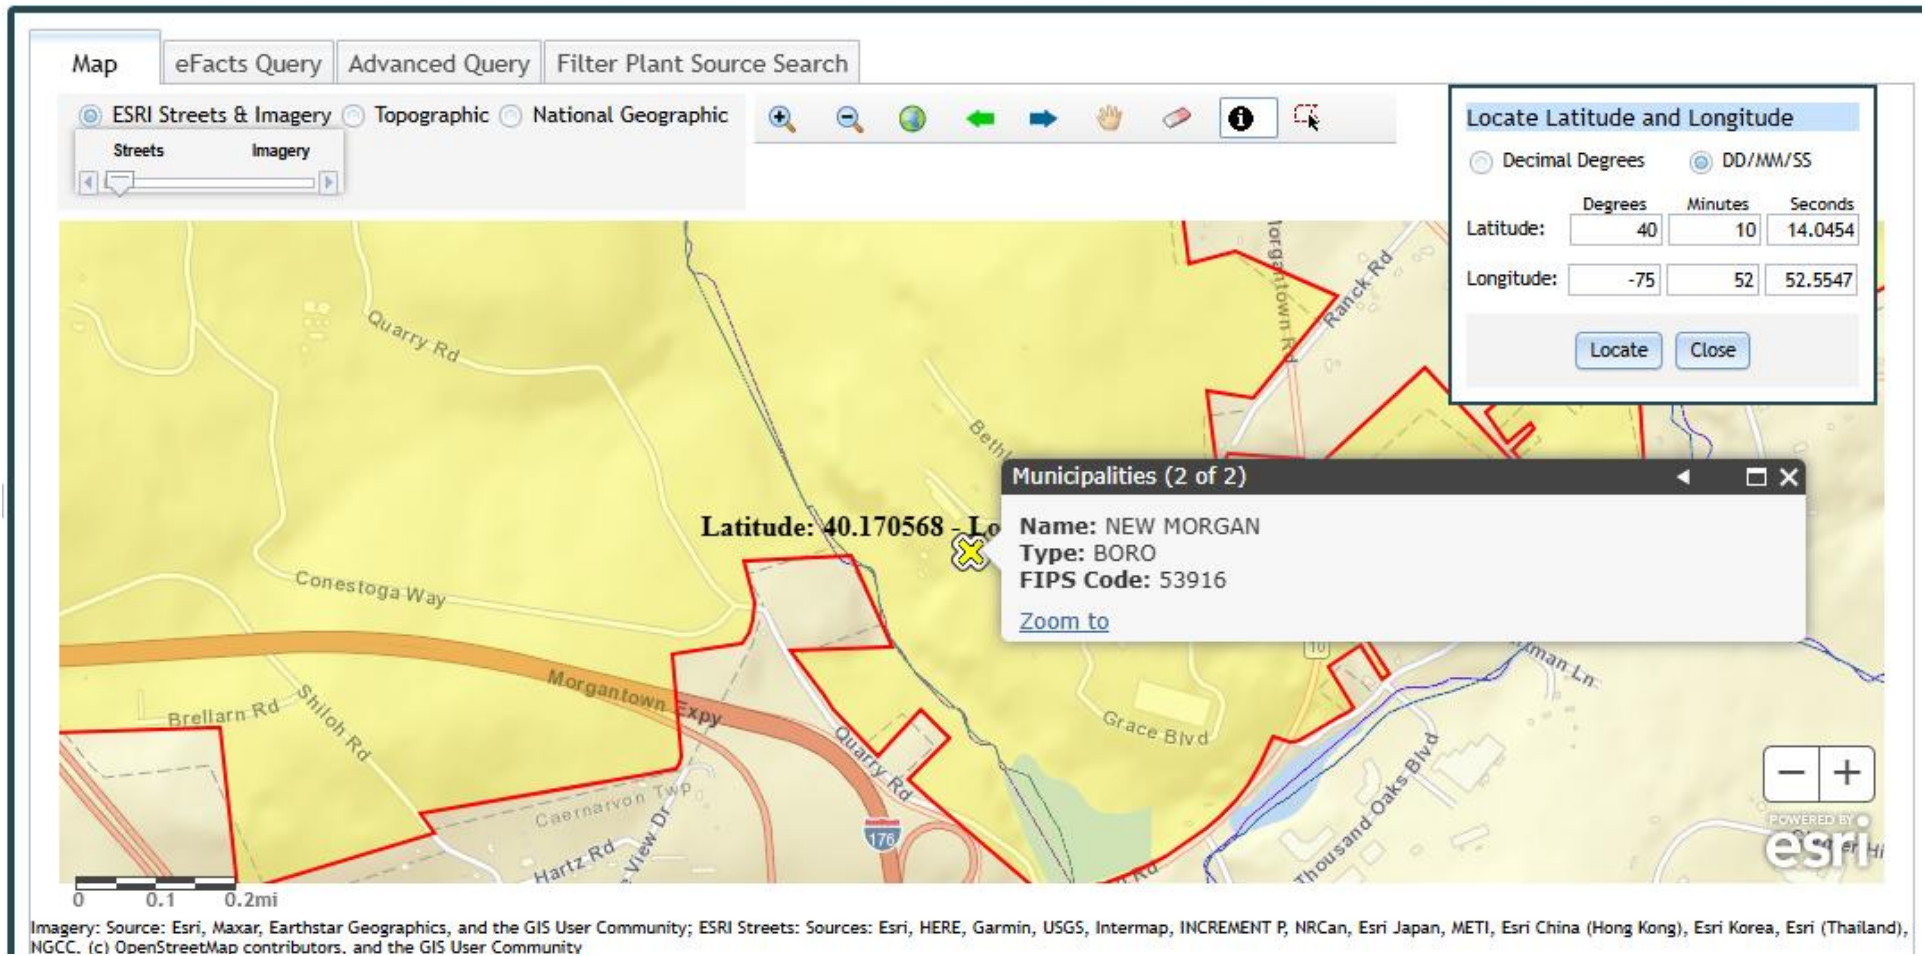 Map eFacts Query Advanced Query Filter Plant Source Search
ESRI Streets & Imagery Topographic National Geographic
Streets Imagery
Locate Latitude and Longitude
Decimal Degrees DD/MM/SS
Degrees Minutes Seconds
Latitude: 40 10 14.0454
Longitude: -75 52 52.5547
Locate Close
Quarry Rd
Ranck Rd
Municipalities (2 of 2)
Name: NEW MORGAN
Type: BORO
FIPS Code: 53916
Zoom to
Latitude: 40.170568 - Lo
Conestoga Way
10
Morgantown Expy
Brellarn Rd
Shiloh Rd
Quarry Rd
Grace Blvd
Thousand Oaks Blvd
Caernarvon Twp
Hartz Rd
View Dr
176
Rd
− +
POWERED BY
esri
0 0.1 0.2mi
Imagery: Source: Esri, Maxar, Earthstar Geographics, and the GIS User Community; ESRI Streets: Sources: Esri, HERE, Garmin, USGS, Intermap, INCREMENT P, NRCan, Esri Japan, METI, Esri China (Hong Kong), Esri Korea, Esri (Thailand),
NGCC, (c) OpenStreetMap contributors, and the GIS User Community